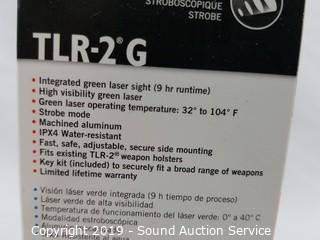 STROBOSCOPIQUE
STROBE
TLR-2® G
• Integrated green laser sight (9 hr runtime)
• High visibility green laser
• Green laser operating temperature: 32° to 104° F
• Strobe mode
• Machined aluminum
• IPX4 Water-resistant
• Fast, safe, adjustable, secure side mounting
• Fits existing TLR-2® weapon holsters
• Key kit (included) to securely fit a broad range of weapons
• Limited lifetime warranty
• Visión láser verde integrada (9 h tiempo de proceso)
• Láser verde de alta visibilidad
• Temperatura de funcionamiento del láser verde: 0° a 40° C
• Modalidad estroboscópica
Copyright 2019 - Sound Auction Service